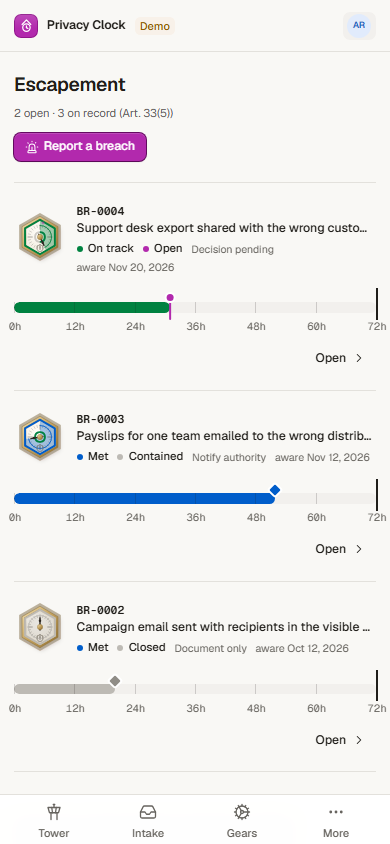 Privacy Clock Demo AR
Escapement
2 open · 3 on record (Art. 33(5))
Report a breach
BR-0004
Support desk export shared with the wrong custo…
On track Open Decision pending
aware Nov 20, 2026
0h 12h 24h 36h 48h 60h 72h
Open
BR-0003
Payslips for one team emailed to the wrong distrib…
Met Contained Notify authority aware Nov 12, 2026
0h 12h 24h 36h 48h 60h 72h
Open
BR-0002
Campaign email sent with recipients in the visible …
Met Closed Document only aware Oct 12, 2026
0h 12h 24h 36h 48h 60h 72h
Open
Tower Intake Gears More